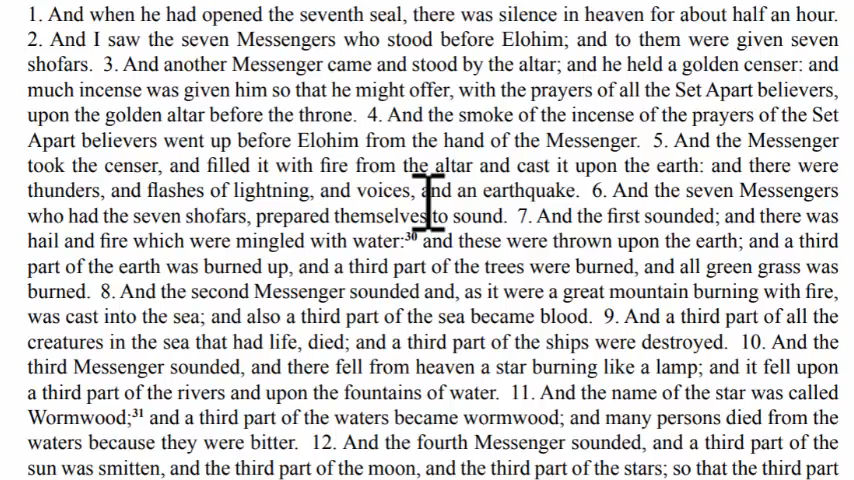 1. And when he had opened the seventh seal, there was silence in heaven for about half an hour.
2. And I saw the seven Messengers who stood before Elohim; and to them were given seven
shofars. 3. And another Messenger came and stood by the altar; and he held a golden censer: and
much incense was given him so that he might offer, with the prayers of all the Set Apart believers,
upon the golden altar before the throne. 4. And the smoke of the incense of the prayers of the Set
Apart believers went up before Elohim from the hand of the Messenger. 5. And the Messenger
took the censer, and filled it with fire from the altar and cast it upon the earth: and there were
thunders, and flashes of lightning, and voices, and an earthquake. 6. And the seven Messengers
who had the seven shofars, prepared themselves to sound. 7. And the first sounded; and there was
hail and fire which were mingled with water:³⁰ and these were thrown upon the earth; and a third
part of the earth was burned up, and a third part of the trees were burned, and all green grass was
burned. 8. And the second Messenger sounded and, as it were a great mountain burning with fire,
was cast into the sea; and also a third part of the sea became blood. 9. And a third part of all the
creatures in the sea that had life, died; and a third part of the ships were destroyed. 10. And the
third Messenger sounded, and there fell from heaven a star burning like a lamp; and it fell upon
a third part of the rivers and upon the fountains of water. 11. And the name of the star was called
Wormwood;³¹ and a third part of the waters became wormwood; and many persons died from the
waters because they were bitter. 12. And the fourth Messenger sounded, and a third part of the
sun was smitten, and the third part of the moon, and the third part of the stars; so that the third part